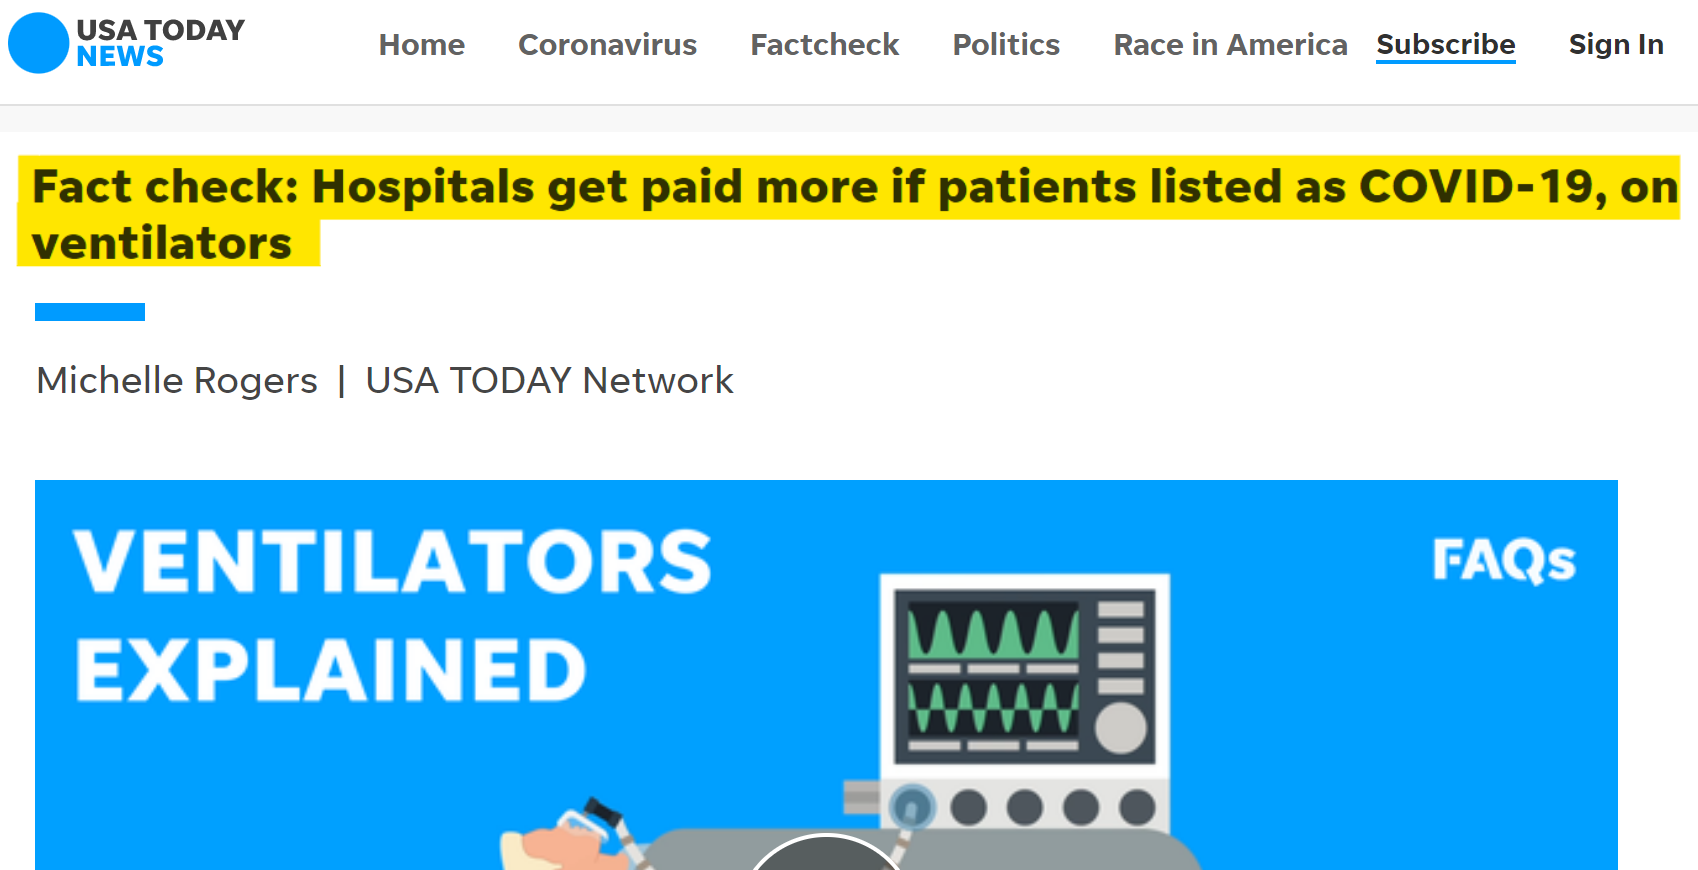 USA TODAY
NEWS
Home Coronavirus Factcheck Politics Race in America Subscribe Sign In
Fact check: Hospitals get paid more if patients listed as COVID-19, on
ventilators
Michelle Rogers | USA TODAY Network
VENTILATORS
EXPLAINED
FAQs